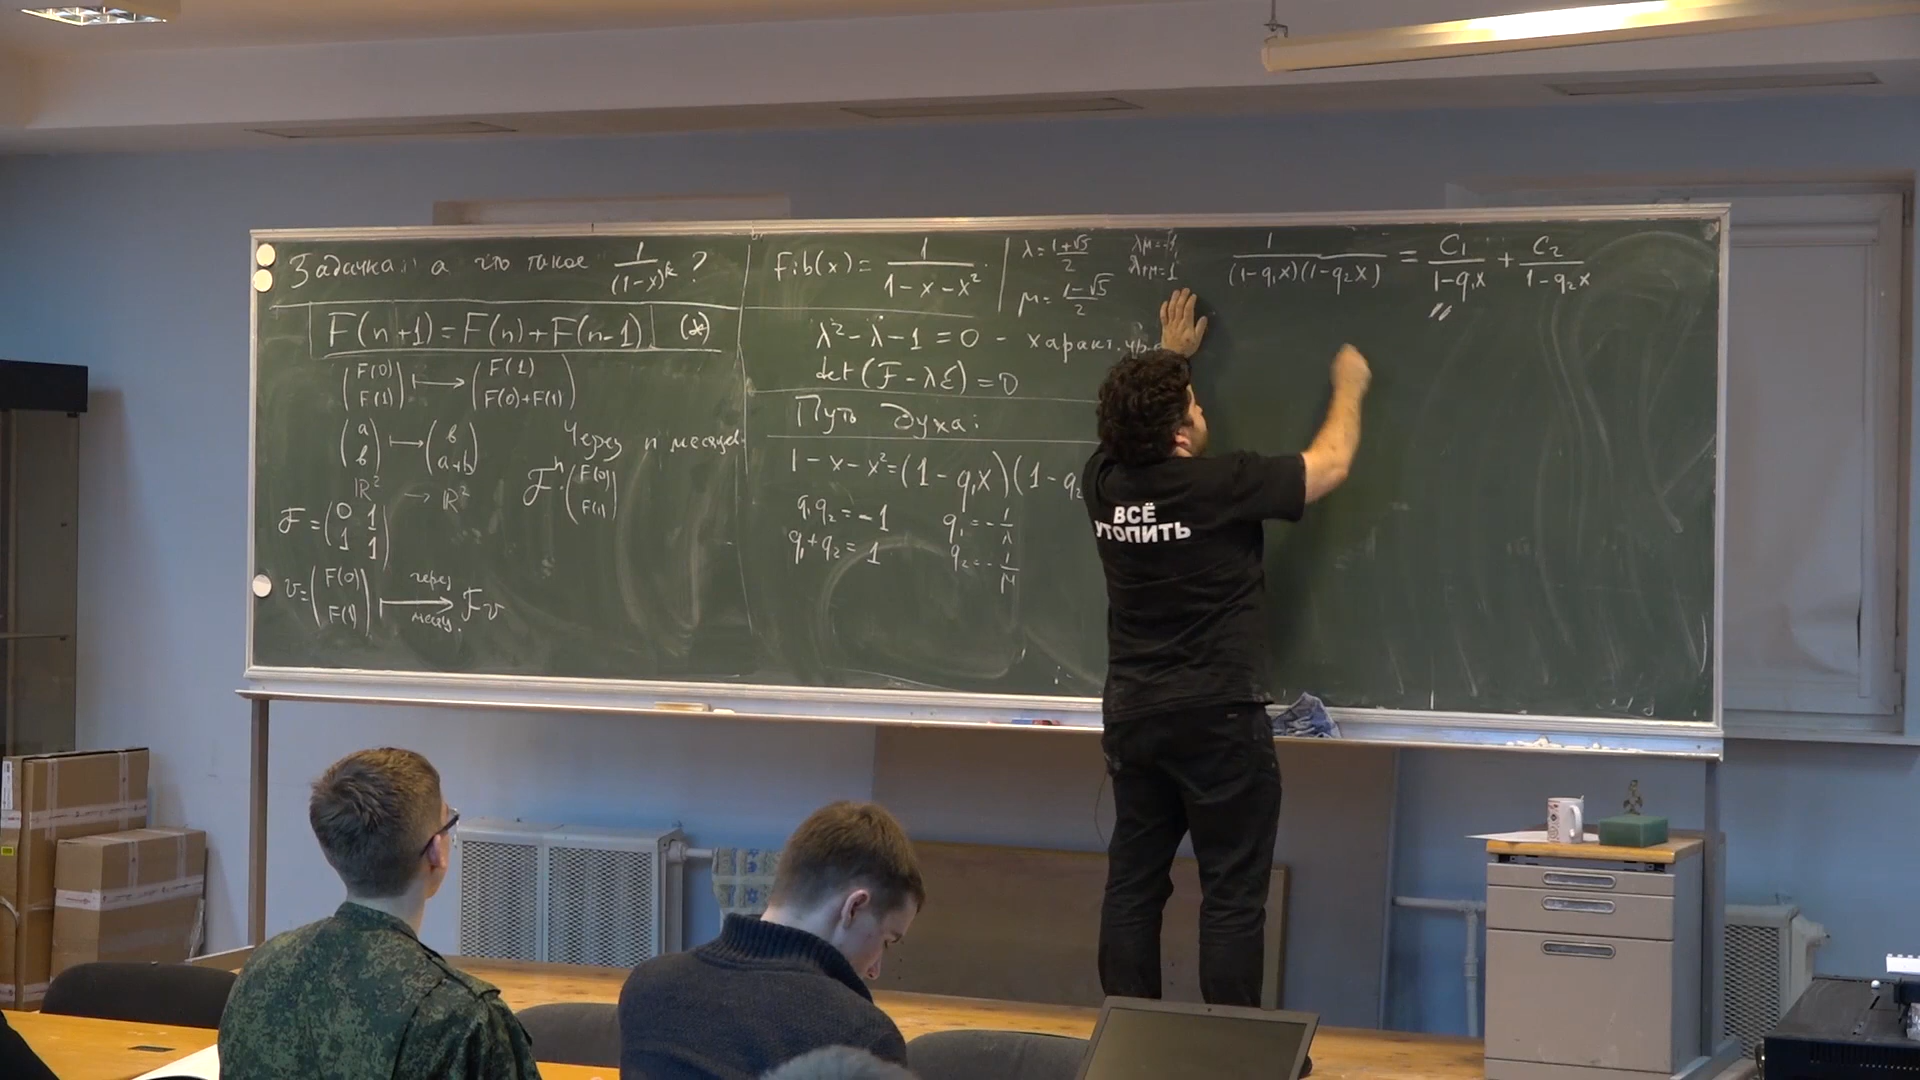 Задачка: а что такое 1/(1-x)^k ?
F(n+1) = F(n) + F(n-1) (*)
(F(0) F(1)) ↦ (F(1) F(0)+F(1))
(a b) ↦ (b a+b)
ℝ² → ℝ²
Через n месяцев
F^n · (F(0) F(1))
F = (0 1 1 1)
v = (F(0) F(1)) ↦ Fv
через
месяц.
Fib(x) = 1/(1-x-x²)
λ = (1+√5)/2
μ = (1-√5)/2
λμ=-1
λ+μ=1
λ²-λ-1=0 - характ. ур
det(F-λE)=0
Путь духа:
1-x-x²=(1-q₁x)(1-q₂
q₁q₂=-1
q₁+q₂=1
q₁=-1/λ
q₂=-1/μ
1/((1-q₁x)(1-q₂x)) = C₁/(1-q₁x) + C₂/(1-q₂x)
ВСЁ
УТОПИТЬ